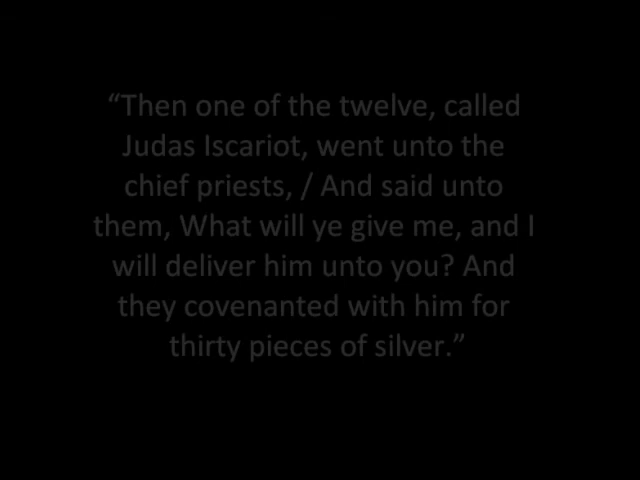 “Then one of the twelve, called
Judas Iscariot, went unto the
chief priests, / And said unto
them, What will ye give me, and I
will deliver him unto you? And
they covenanted with him for
thirty pieces of silver.”